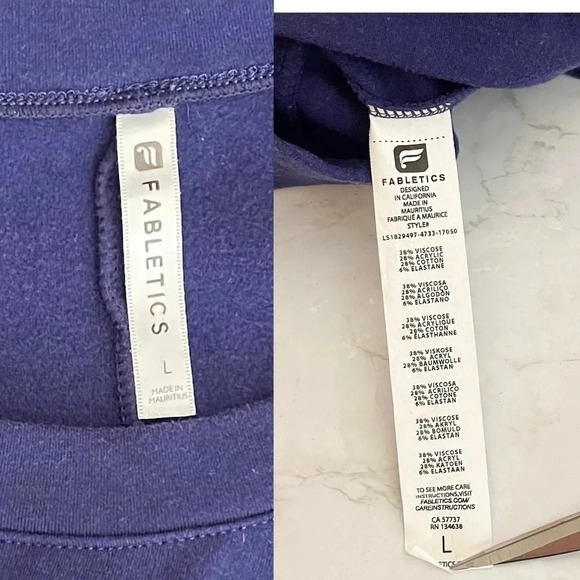 FABLETICS
L
MADE IN
MAURITIUS
FABLETICS
DESIGNED
IN CALIFORNIA
MADE IN
MAURITIUS
FABRIQUÉ A MAURICE
STYLE#
LS1829497-4733-17050
38% VISCOSE
28% ACRYLIC
28% COTTON
6% ELASTANE
38% VISCOSA
28% ACRILICO
28% ALGODÓN
6% ELASTANO
38% VISCOSE
28% ACRYLIQUE
28% COTON
6% ELASTHANNE
38% VISKOSE
28% ACRYL
28% BAUMWOLLE
6% ELASTAN
38% VISCOSA
28% ACRILICO
28% COTONE
6% ELASTAN
38% VISCOSE
28% AKRYL
28% BOMULD
6% ELASTAN
38% VISCOSE
28% ACRYL
28% KATOEN
6% ELASTAAN
TO SEE MORE CARE
INSTRUCTIONS,VISIT
FABLETICS.COM/
CAREINSTRUCTIONS
CA 57737
RN 134638
L